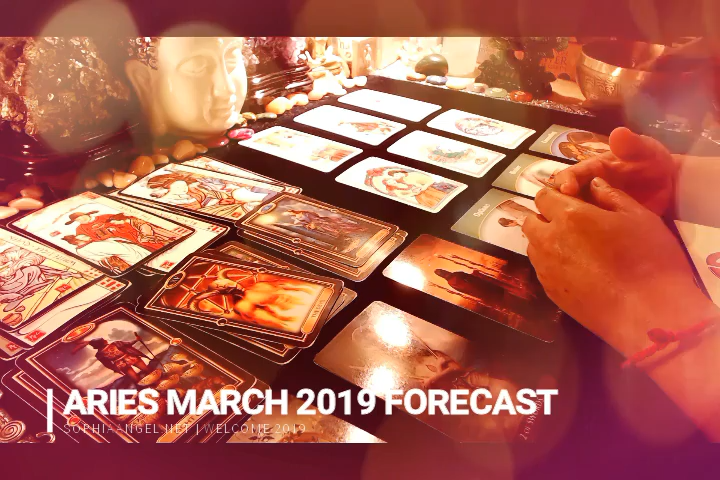 ARIES MARCH 2019 FORECAST
SOPHIAANGEL.NET | WELCOME 2019